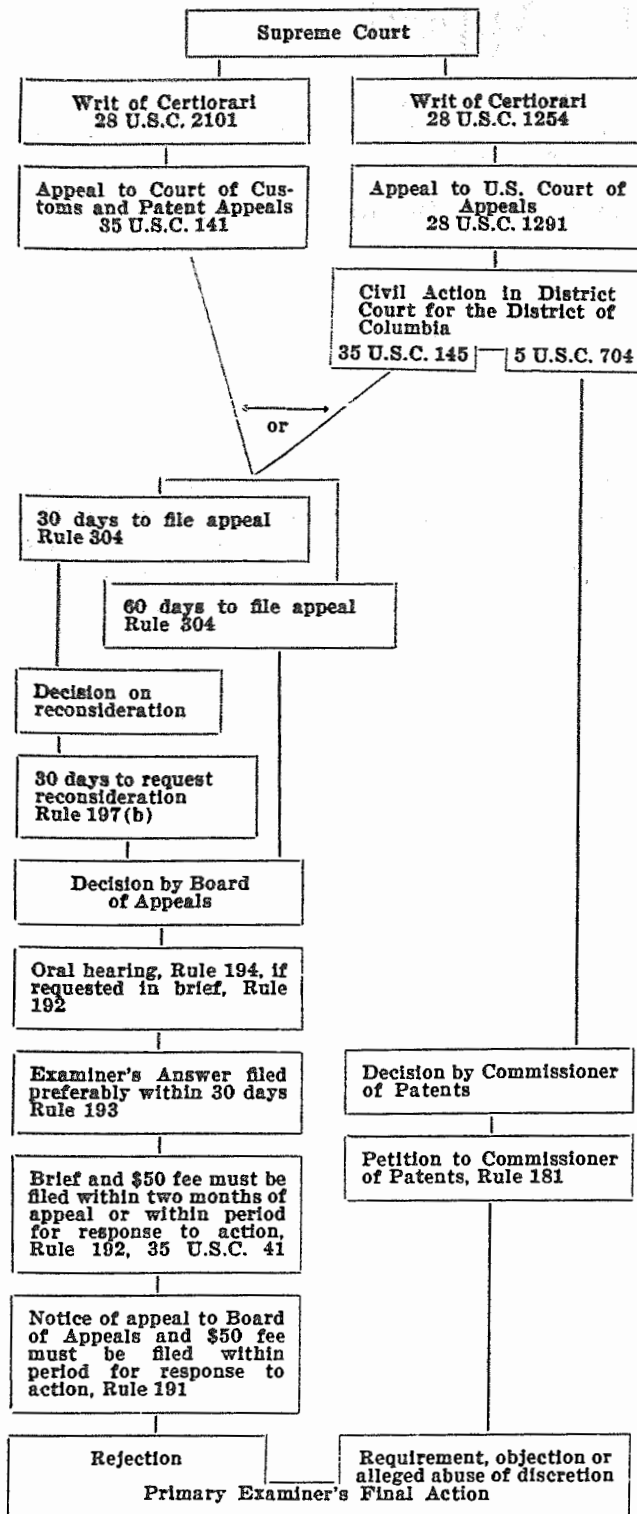 Supreme Court
Writ of Certiorari
28 U.S.C. 2101
Writ of Certiorari
28 U.S.C. 1254
Appeal to Court of Cus-
toms and Patent Appeals
35 U.S.C. 141
Appeal to U.S. Court of
Appeals
28 U.S.C. 1291
Civil Action in District
Court for the District of
Columbia
35 U.S.C. 145
5 U.S.C. 704
or
30 days to file appeal
Rule 304
60 days to file appeal
Rule 304
Decision on
reconsideration
30 days to request
reconsideration
Rule 197(b)
Decision by Board
of Appeals
Oral hearing, Rule 194, if
requested in brief, Rule
192
Examiner's Answer filed
preferably within 30 days
Rule 193
Decision by Commissioner
of Patents
Brief and $50 fee must be
filed within two months of
appeal or within period
for response to action,
Rule 192, 35 U.S.C. 41
Petition to Commissioner
of Patents, Rule 181
Notice of appeal to Board
of Appeals and $50 fee
must be filed within
period for response to
action, Rule 191
Rejection
Requirement, objection or
alleged abuse of discretion
Primary Examiner's Final Action